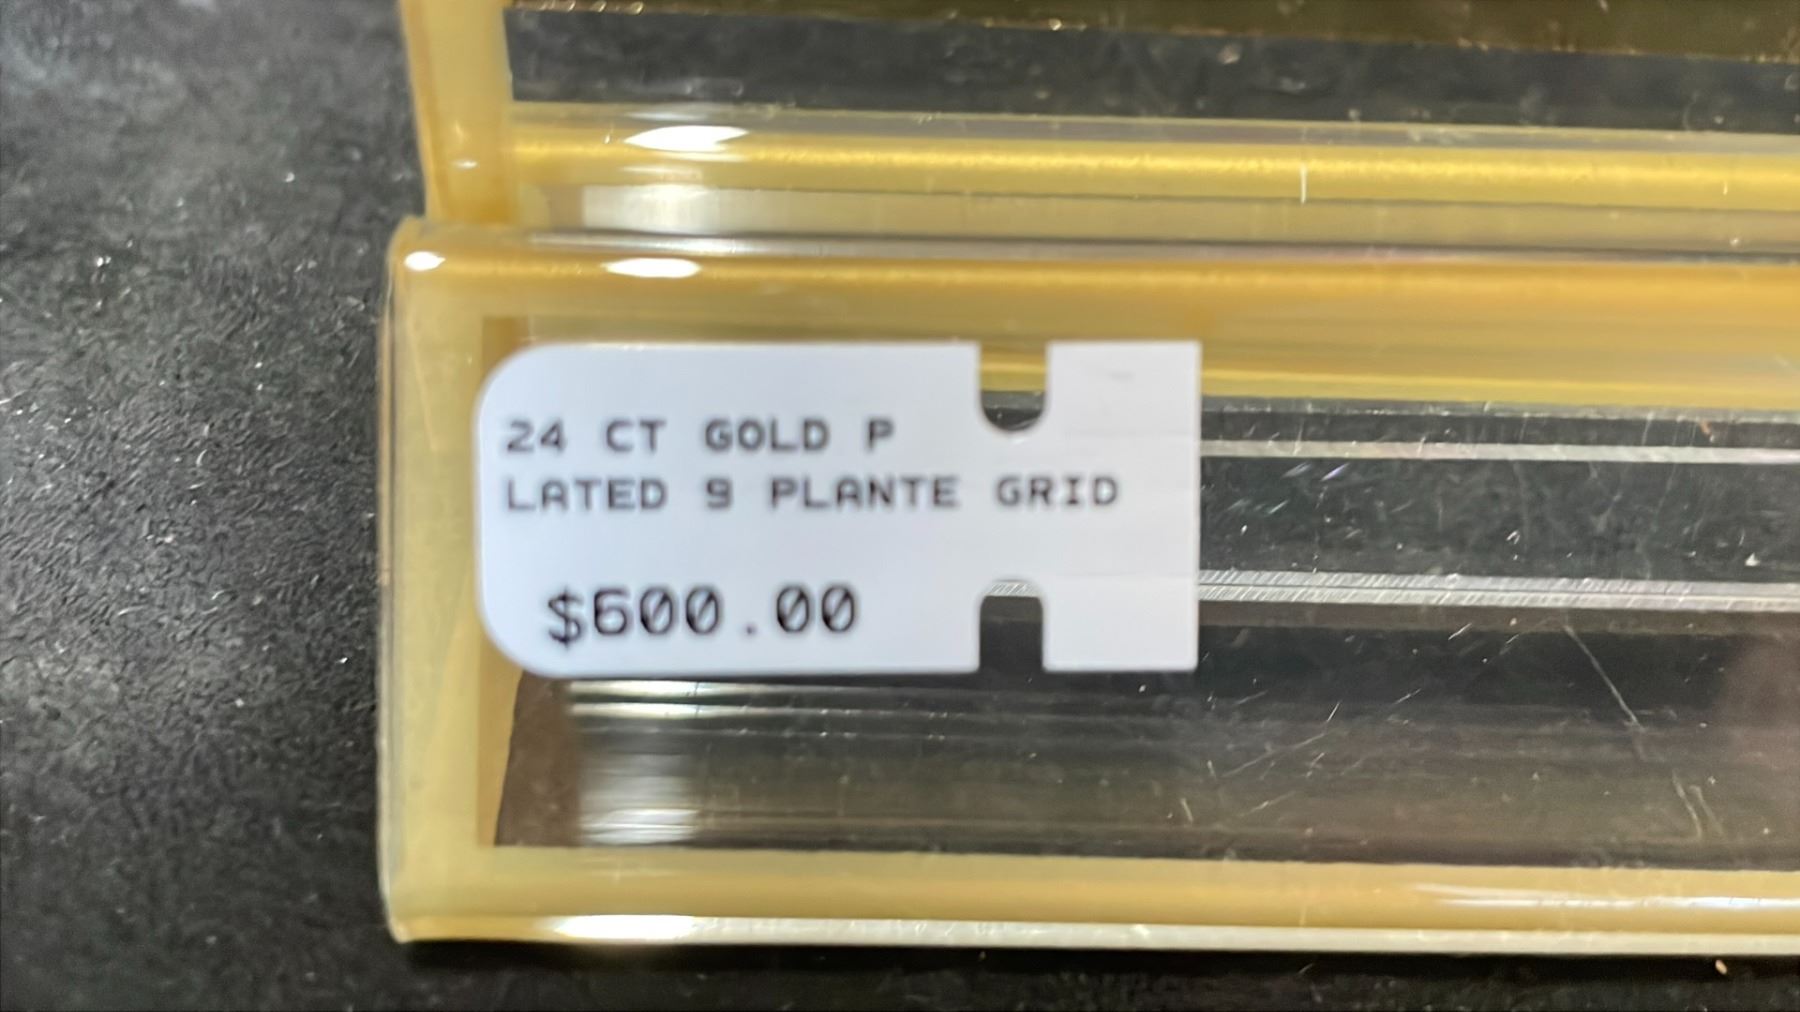 24 CT GOLD P
LATED 9 PLANTE GRID
$600.00